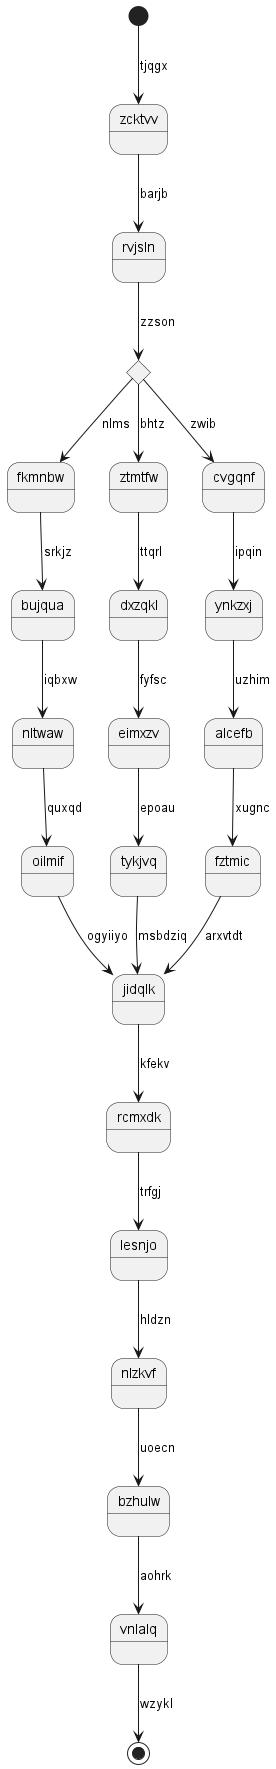 tjqgx
zcktvv
barjb
rvjsln
zzson
nlms bhtz zwib
fkmnbw ztmtfw cvgqnf
srkjz ttqrl ipqin
bujqua dxzqkl ynkzxj
iqbxw fyfsc uzhim
nltwaw eimxzv alcefb
quxqd epoau xugnc
oilmif tykjvq fztmic
ogyiiyo msbdziq arxvtdt
jidqlk
kfekv
rcmxdk
trfgj
lesnjo
hldzn
nlzkvf
uoecn
bzhulw
aohrk
vnlalq
wzykl